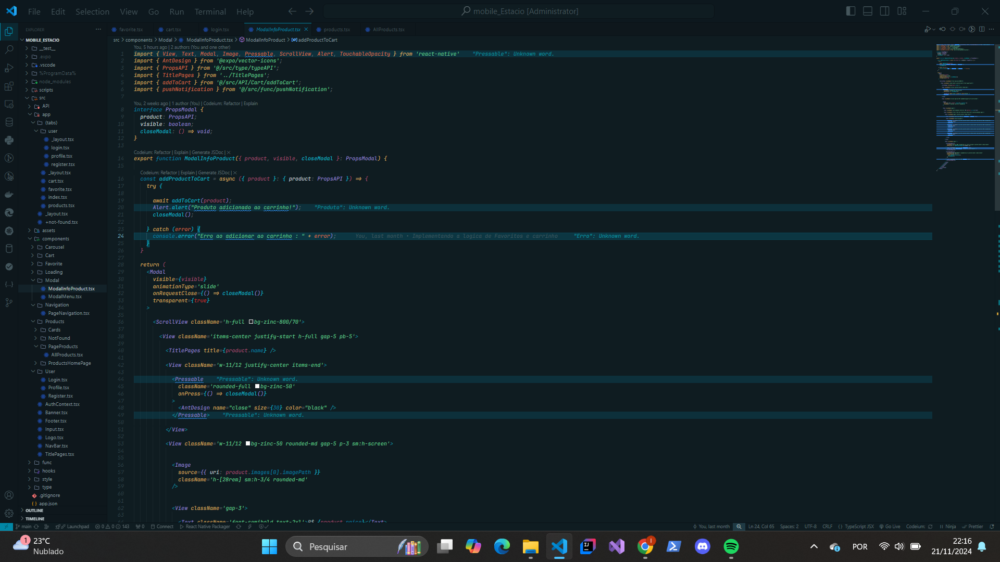 File Edit Selection View Go Run Terminal Help
mobile_Estacio [Administrator]
EXPLORER
MOBILE_ESTACIO
__test__
.expo
.vscode
%ProgramData%
node_modules
scripts
src
API
app
(tabs)
user
_layout.tsx
login.tsx
profile.tsx
register.tsx
_layout.tsx
cart.tsx
favorite.tsx
index.tsx
products.tsx
_layout.tsx
+not-found.tsx
assets
components
Carousel
Cart
Favorite
Loading
Modal
ModalInfoProduct.tsx
ModalMenu.tsx
Navigation
PageNavigation.tsx
Products
Cards
NotFound
PageProducts
AllProducts.tsx
ProductsHomePage
User
Login.tsx
Profile.tsx
Register.tsx
AuthContext.tsx
Banner.tsx
Footer.tsx
Input.tsx
Logo.tsx
NavBar.tsx
TitlePages.tsx
func
hooks
style
type
.gitignore
app.json
OUTLINE
TIMELINE
favorite.tsx cart.tsx login.tsx ModalInfoProduct.tsx products.tsx AllProducts.tsx
src > components > Modal > ModalInfoProduct.tsx > ModalInfoProduct > addProductToCart
You, 5 hours ago | 2 authors (You and one other)
1 import { View, Text, Modal, Image, Pressable, ScrollView, Alert, TouchableOpacity } from 'react-native' "Pressable": Unknown word.
2 import { AntDesign } from '@expo/vector-icons';
3 import { PropsAPI } from '@/src/type/typeAPI';
4 import { TitlePages } from '../TitlePages';
5 import { addToCart } from '@/src/API/Cart/addToCart';
6 import { pushNotification } from '@/src/func/pushNotification';
7
You, 2 weeks ago | 1 author (You) | Codeium: Refactor | Explain
8 interface PropsModal {
9 product: PropsAPI;
10 visible: boolean;
11 closeModal: () => void;
12 }
13
Codeium: Refactor | Explain | Generate JSDoc | X
14 export function ModalInfoProduct({ product, visible, closeModal }: PropsModal) {
15
Codeium: Refactor | Explain | Generate JSDoc | X
16 const addProductToCart = async ({ product }: { product: PropsAPI }) => {
17 try {
18
19 await addToCart(product);
20 Alert.alert("Produto adicionado ao carrinho!"); "Produto": Unknown word.
21 closeModal();
22
23 } catch (error) {
24 console.error("Erro ao adicionar ao carrinho : " + error); You, last month • Implementando a logica de Favoritos e carrinho "Erro": Unknown word.
25 }
26 }
27
28 return (
29 <Modal
30 visible={visible}
31 animationType='slide'
32 onRequestClose={() => closeModal()}
33 transparent={true}
34 >
35
36 <ScrollView className='h-full bg-zinc-800/70'>
37
38 <View className='items-center justify-start h-full gap-5 pb-5'>
39
40 <TitlePages title={product.name} />
41
42 <View className='w-11/12 justify-center items-end'>
43
44 <Pressable "Pressable": Unknown word.
45 className='rounded-full bg-zinc-50'
46 onPress={() => closeModal()}
47 >
48 <AntDesign name="close" size={30} color="black" />
49 </Pressable> "Pressable": Unknown word.
50
51 </View>
52
53 <View className='w-11/12 bg-zinc-50 rounded-md gap-5 p-3 sm:h-screen'>
54
55
56 <Image
57 source={{ uri: product.images[0].imagePath }}
58 className='h-[28rem] sm:h-3/4 rounded-md'
59 />
60
61
62 <View className='gap-3'>
63
64 <Text className='font-semibold text-2xl'>R$ {product.price}</Text>
main Launchpad 0 0 143 0 Connect React Native Packager
You, last month Ln 24, Col 65 Spaces: 2 UTF-8 CRLF {} TypeScript JSX Go Live Codeium: Ninja Prettier
1
23°C
Nublado
Pesquisar
POR
22:16
21/11/2024